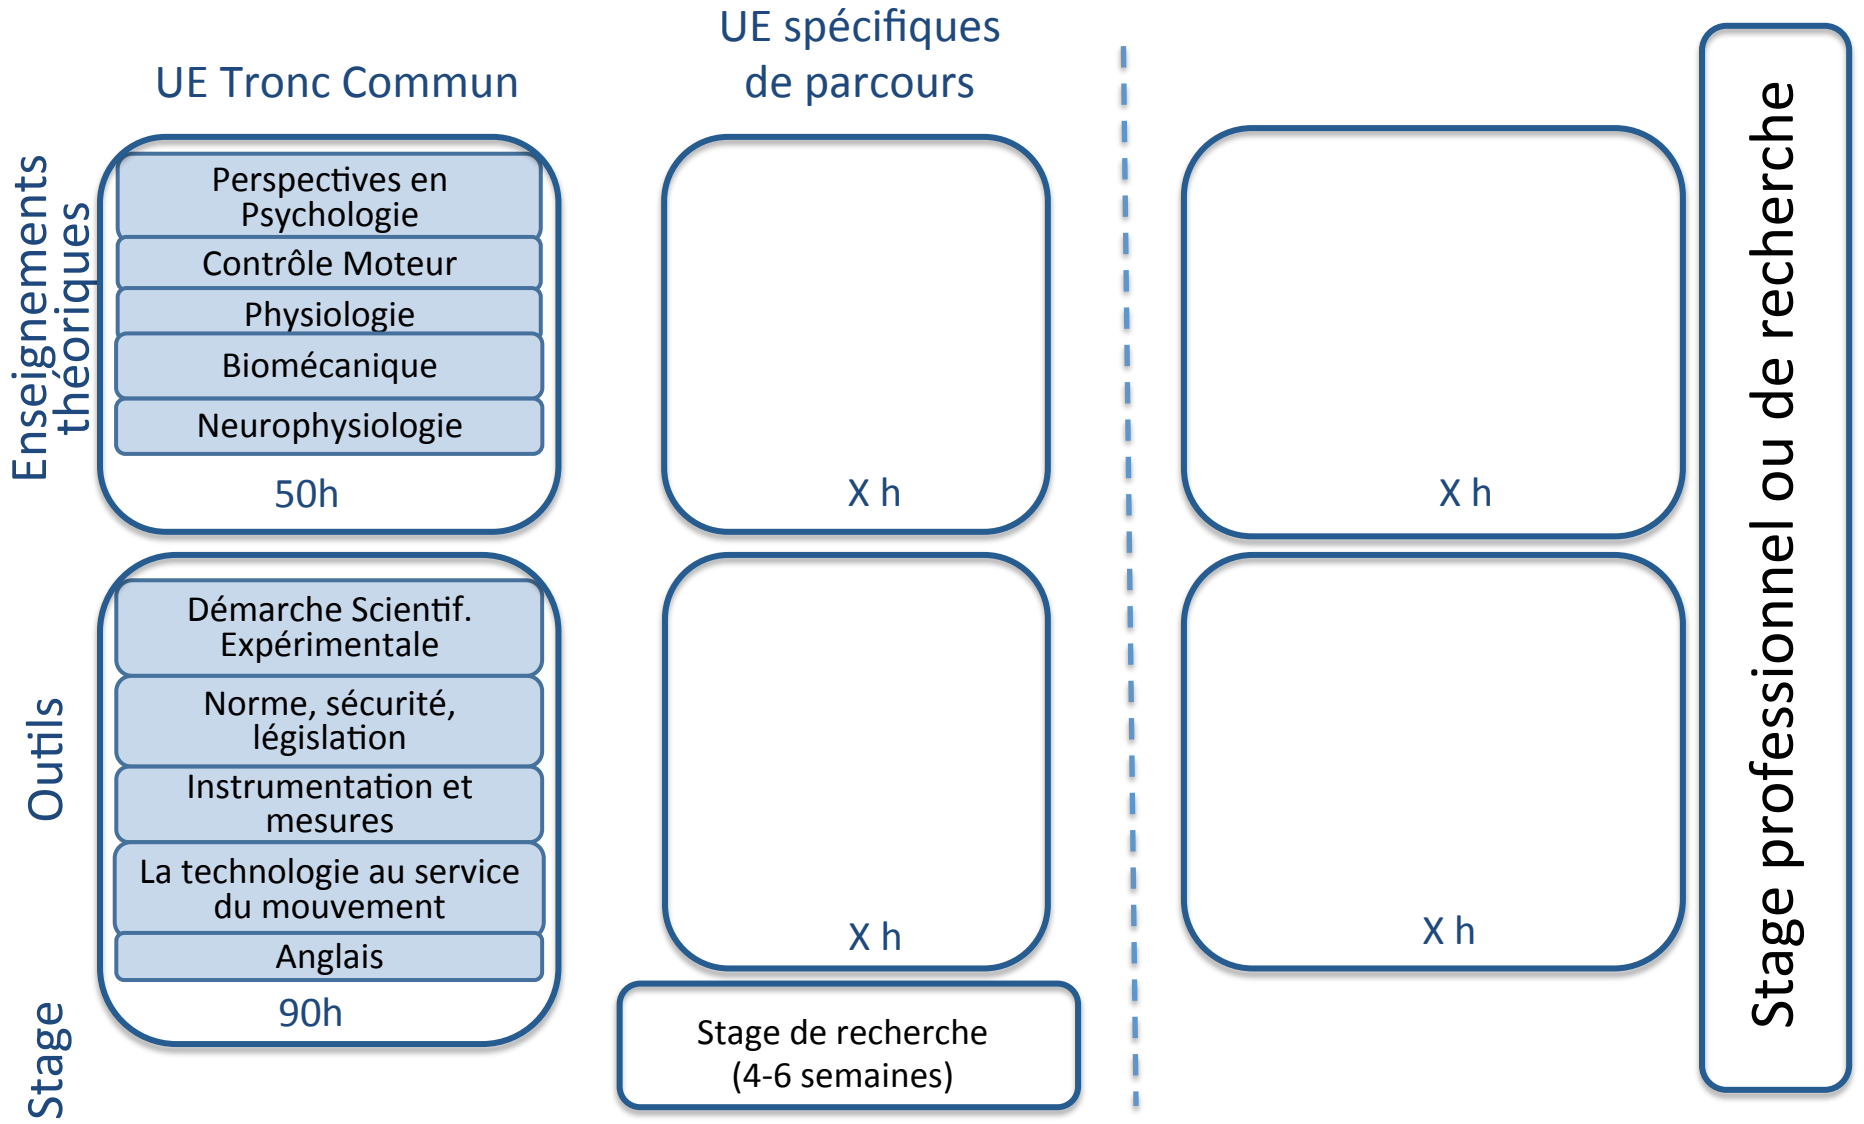 UE Tronc Commun
UE spécifiques
de parcours
Enseignements
théoriques
Perspectives en
Psychologie
Contrôle Moteur
Physiologie
Biomécanique
Neurophysiologie
50h
X h
X h
Outils
Démarche Scientif.
Expérimentale
Norme, sécurité,
législation
Instrumentation et
mesures
La technologie au service
du mouvement
Anglais
90h
X h
X h
Stage
Stage de recherche
(4-6 semaines)
Stage professionnel ou de recherche